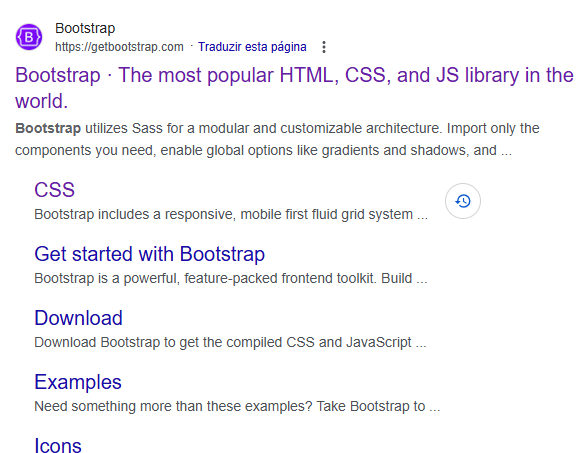 Bootstrap
https://getbootstrap.com · Traduzir esta página
Bootstrap · The most popular HTML, CSS, and JS library in the
world.
Bootstrap utilizes Sass for a modular and customizable architecture. Import only the
components you need, enable global options like gradients and shadows, and ...
CSS
Bootstrap includes a responsive, mobile first fluid grid system ...
Get started with Bootstrap
Bootstrap is a powerful, feature-packed frontend toolkit. Build ...
Download
Download Bootstrap to get the compiled CSS and JavaScript ...
Examples
Need something more than these examples? Take Bootstrap to ...
Icons